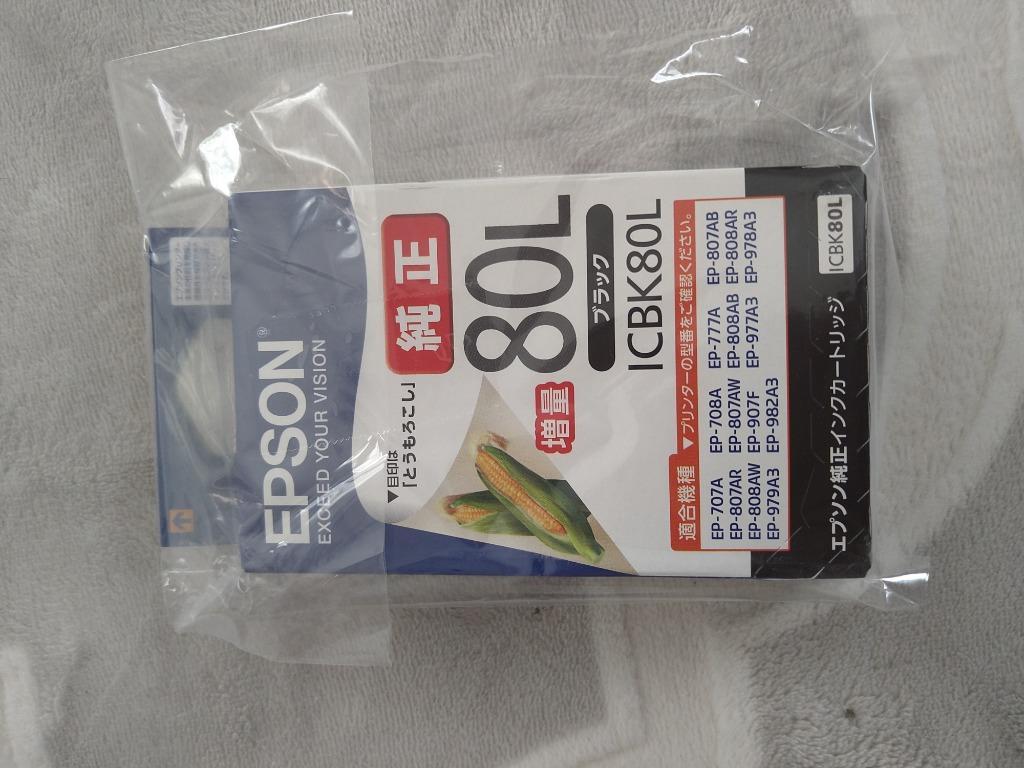 EPSON®
EXCEED YOUR VISION
▼目印は
「とうもろこし」
純正
増量
80L
ブラック
ICBK80L
適合機種 ▼プリンターの型番をご確認ください。
EP-707A EP-708A EP-777A EP-807AB
EP-807AR EP-807AW EP-808AB EP-808AR
EP-808AW EP-907F EP-977A3 EP-978A3
EP-979A3 EP-982A3
エプソン純正インクカートリッジ
ICBK80L